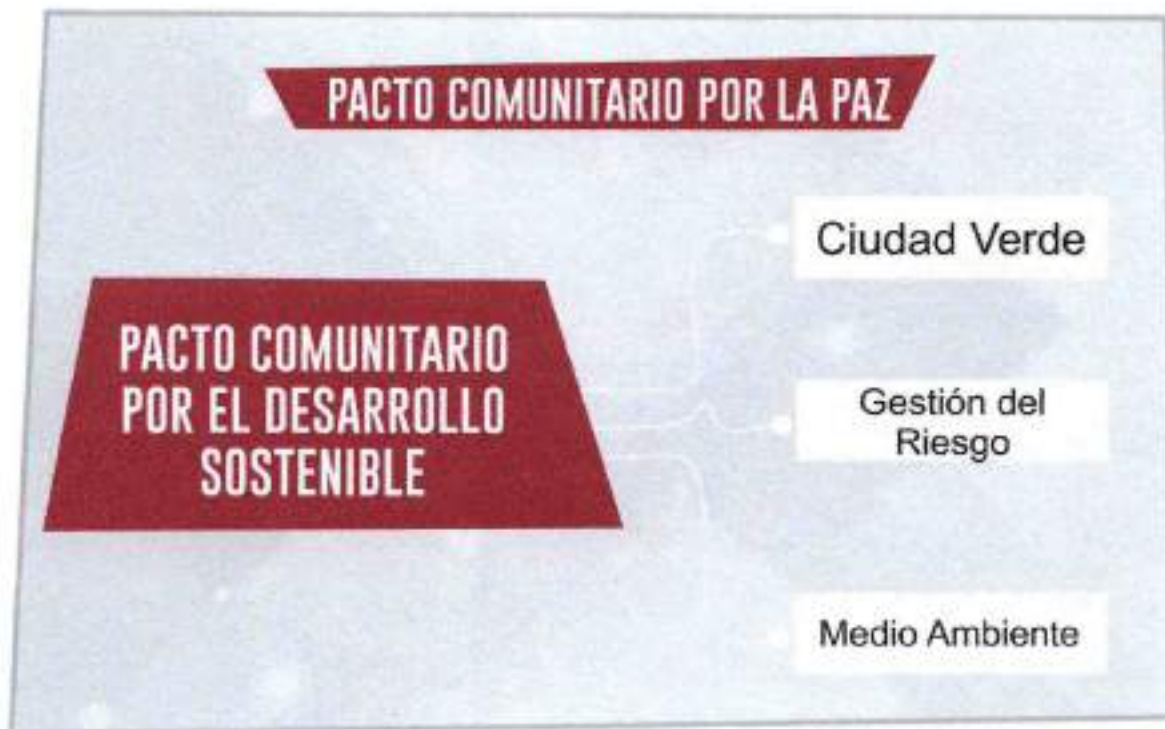 PACTO COMUNITARIO POR LA PAZ
PACTO COMUNITARIO
POR EL DESARROLLO
SOSTENIBLE
Ciudad Verde
Gestión del
Riesgo
Medio Ambiente